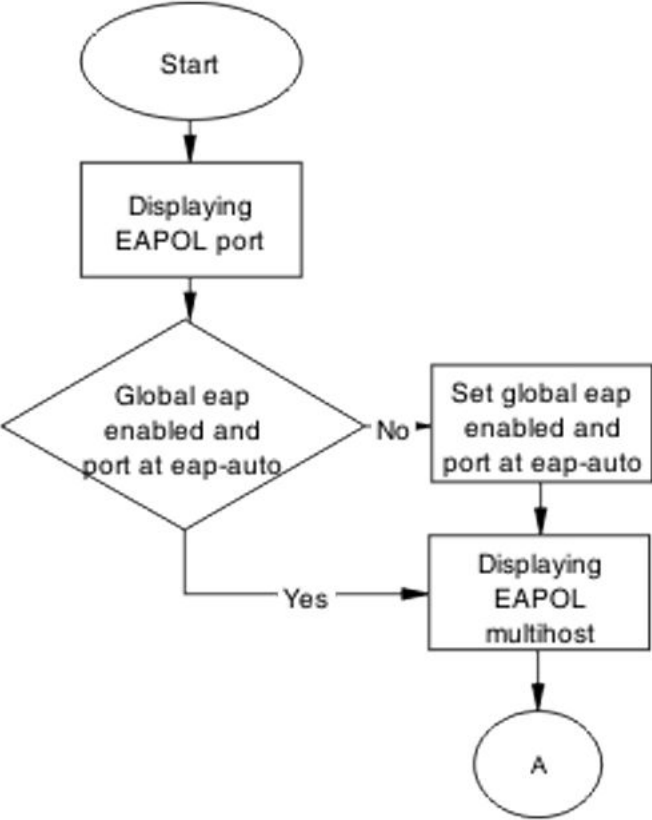 Start
Displaying
EAPOL port
Global eap
enabled and
port at eap-auto
No
Set global eap
enabled and
port at eap-auto
Yes
Displaying
EAPOL
multihost
A